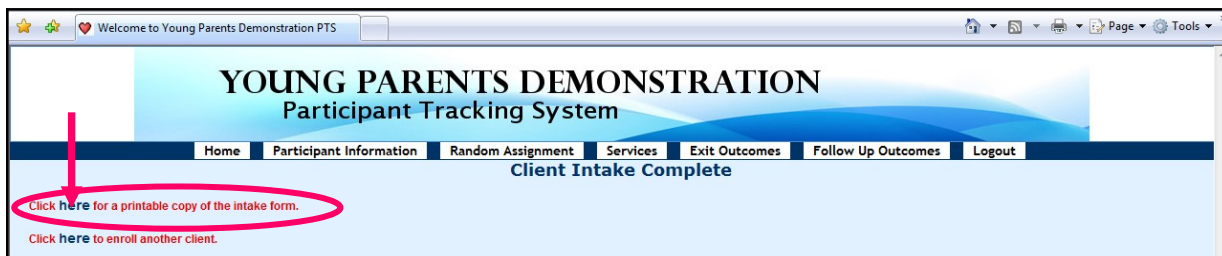 Welcome to Young Parents Demonstration PTS Page Tools
YOUNG PARENTS DEMONSTRATION
Participant Tracking System
Home Participant Information Random Assignment Services Exit Outcomes Follow Up Outcomes Logout
Client Intake Complete
Click here for a printable copy of the intake form.
Click here to enroll another client.